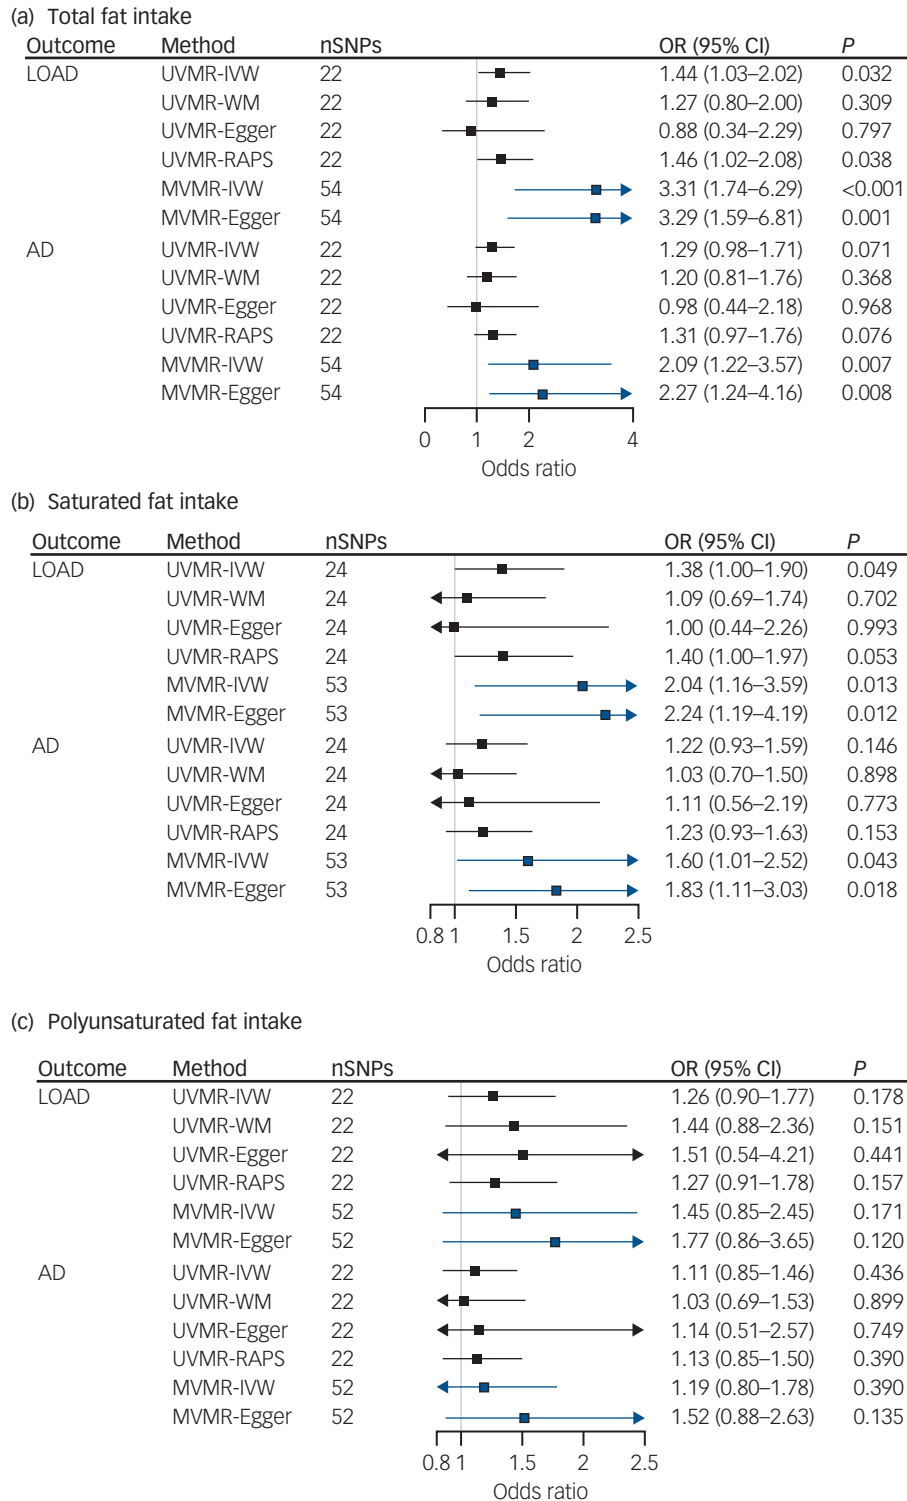 (a) Total fat intake
Outcome Method nSNPs OR (95% CI) P
LOAD UVMR-IVW 22 1.44 (1.03–2.02) 0.032
UVMR-WM 22 1.27 (0.80–2.00) 0.309
UVMR-Egger 22 0.88 (0.34–2.29) 0.797
UVMR-RAPS 22 1.46 (1.02–2.08) 0.038
MVMR-IVW 54 3.31 (1.74–6.29) <0.001
MVMR-Egger 54 3.29 (1.59–6.81) 0.001
AD UVMR-IVW 22 1.29 (0.98–1.71) 0.071
UVMR-WM 22 1.20 (0.81–1.76) 0.368
UVMR-Egger 22 0.98 (0.44–2.18) 0.968
UVMR-RAPS 22 1.31 (0.97–1.76) 0.076
MVMR-IVW 54 2.09 (1.22–3.57) 0.007
MVMR-Egger 54 2.27 (1.24–4.16) 0.008
0 1 2 4
Odds ratio
(b) Saturated fat intake
Outcome Method nSNPs OR (95% CI) P
LOAD UVMR-IVW 24 1.38 (1.00–1.90) 0.049
UVMR-WM 24 1.09 (0.69–1.74) 0.702
UVMR-Egger 24 1.00 (0.44–2.26) 0.993
UVMR-RAPS 24 1.40 (1.00–1.97) 0.053
MVMR-IVW 53 2.04 (1.16–3.59) 0.013
MVMR-Egger 53 2.24 (1.19–4.19) 0.012
AD UVMR-IVW 24 1.22 (0.93–1.59) 0.146
UVMR-WM 24 1.03 (0.70–1.50) 0.898
UVMR-Egger 24 1.11 (0.56–2.19) 0.773
UVMR-RAPS 24 1.23 (0.93–1.63) 0.153
MVMR-IVW 53 1.60 (1.01–2.52) 0.043
MVMR-Egger 53 1.83 (1.11–3.03) 0.018
0.8 1 1.5 2 2.5
Odds ratio
(c) Polyunsaturated fat intake
Outcome Method nSNPs OR (95% CI) P
LOAD UVMR-IVW 22 1.26 (0.90–1.77) 0.178
UVMR-WM 22 1.44 (0.88–2.36) 0.151
UVMR-Egger 22 1.51 (0.54–4.21) 0.441
UVMR-RAPS 22 1.27 (0.91–1.78) 0.157
MVMR-IVW 52 1.45 (0.85–2.45) 0.171
MVMR-Egger 52 1.77 (0.86–3.65) 0.120
AD UVMR-IVW 22 1.11 (0.85–1.46) 0.436
UVMR-WM 22 1.03 (0.69–1.53) 0.899
UVMR-Egger 22 1.14 (0.51–2.57) 0.749
UVMR-RAPS 22 1.13 (0.85–1.50) 0.390
MVMR-IVW 52 1.19 (0.80–1.78) 0.390
MVMR-Egger 52 1.52 (0.88–2.63) 0.135
0.8 1 1.5 2 2.5
Odds ratio